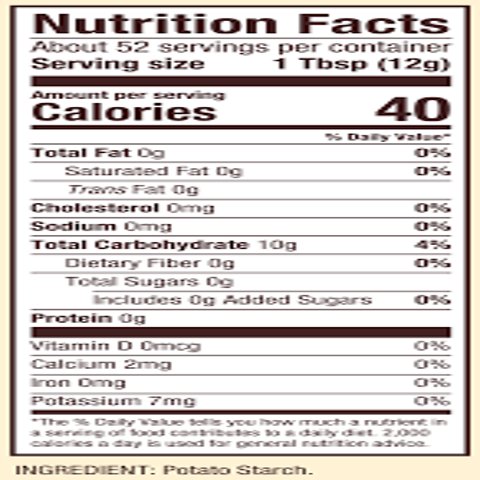 Nutrition Facts
About 52 servings per container
Serving size 1 Tbsp (12g)
Amount per serving
Calories 40
% Daily Value*
Total Fat 0g 0%
Saturated Fat 0g 0%
Trans Fat 0g
Cholesterol 0mg 0%
Sodium 0mg 0%
Total Carbohydrate 10g 4%
Dietary Fiber 0g 0%
Total Sugars 0g
Includes 0g Added Sugars 0%
Protein 0g
Vitamin D 0mcg 0%
Calcium 2mg 0%
Iron 0mg 0%
Potassium 7mg 0%
*The % Daily Value tells you how much a nutrient in
a serving of food contributes to a daily diet. 2,000
calories a day is used for general nutrition advice.
INGREDIENT: Potato Starch.